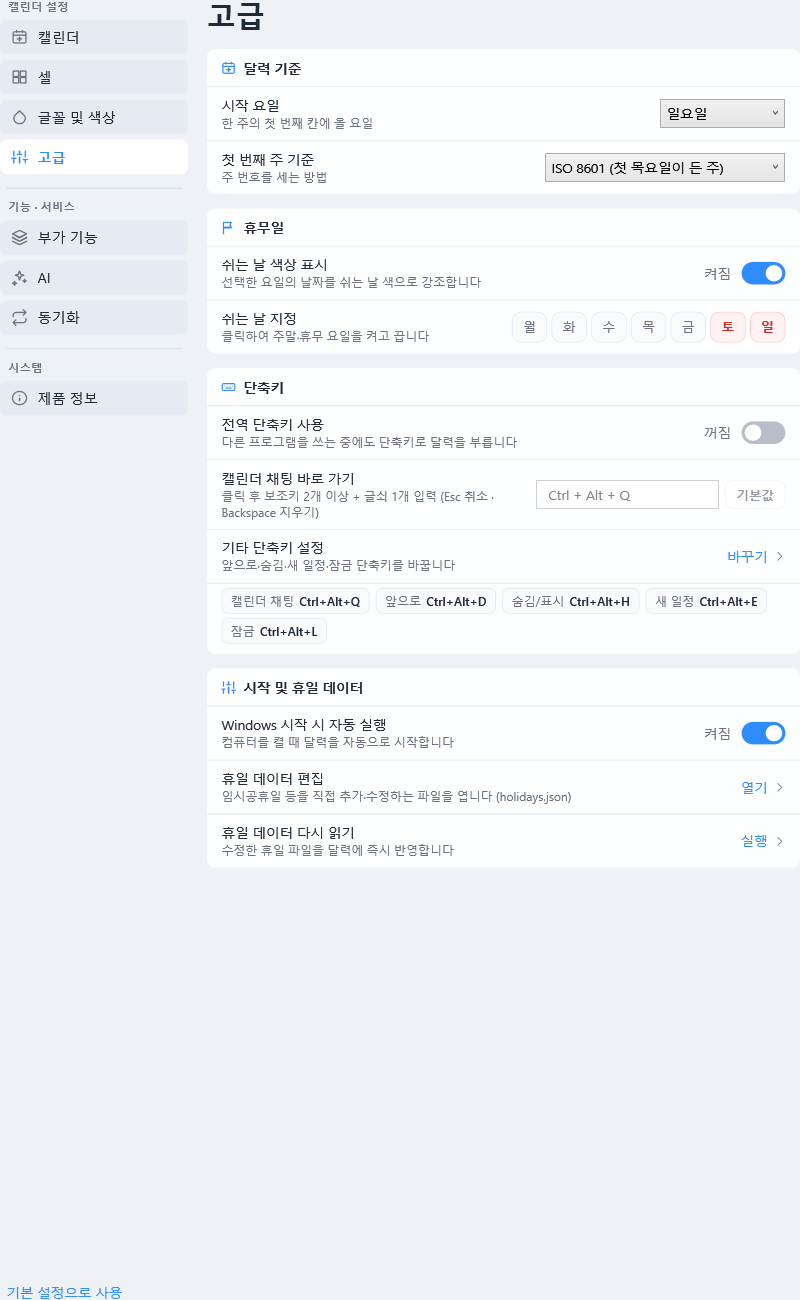 캘린더 설정
캘린더
셀
글꼴 및 색상
고급
기능 · 서비스
부가 기능
AI
동기화
시스템
제품 정보
기본 설정으로 사용
고급
달력 기준
시작 요일
한 주의 첫 번째 칸에 올 요일
일요일
첫 번째 주 기준
주 번호를 세는 방법
ISO 8601 (첫 목요일이 든 주)
휴무일
쉬는 날 색상 표시
선택한 요일의 날짜를 쉬는 날 색으로 강조합니다
켜짐
쉬는 날 지정
클릭하여 주말·휴무 요일을 켜고 끕니다
월 화 수 목 금 토 일
단축키
전역 단축키 사용
다른 프로그램을 쓰는 중에도 단축키로 달력을 부릅니다
꺼짐
캘린더 채팅 바로 가기
클릭 후 보조키 2개 이상 + 글쇠 1개 입력 (Esc 취소 ·
Backspace 지우기)
Ctrl + Alt + Q
기본값
기타 단축키 설정
앞으로·숨김·새 일정·잠금 단축키를 바꿉니다
바꾸기
캘린더 채팅 Ctrl+Alt+Q 앞으로 Ctrl+Alt+D 숨김/표시 Ctrl+Alt+H 새 일정 Ctrl+Alt+E
잠금 Ctrl+Alt+L
시작 및 휴일 데이터
Windows 시작 시 자동 실행
컴퓨터를 켤 때 달력을 자동으로 시작합니다
켜짐
휴일 데이터 편집
임시공휴일 등을 직접 추가·수정하는 파일을 엽니다 (holidays.json)
열기
휴일 데이터 다시 읽기
수정한 휴일 파일을 달력에 즉시 반영합니다
실행